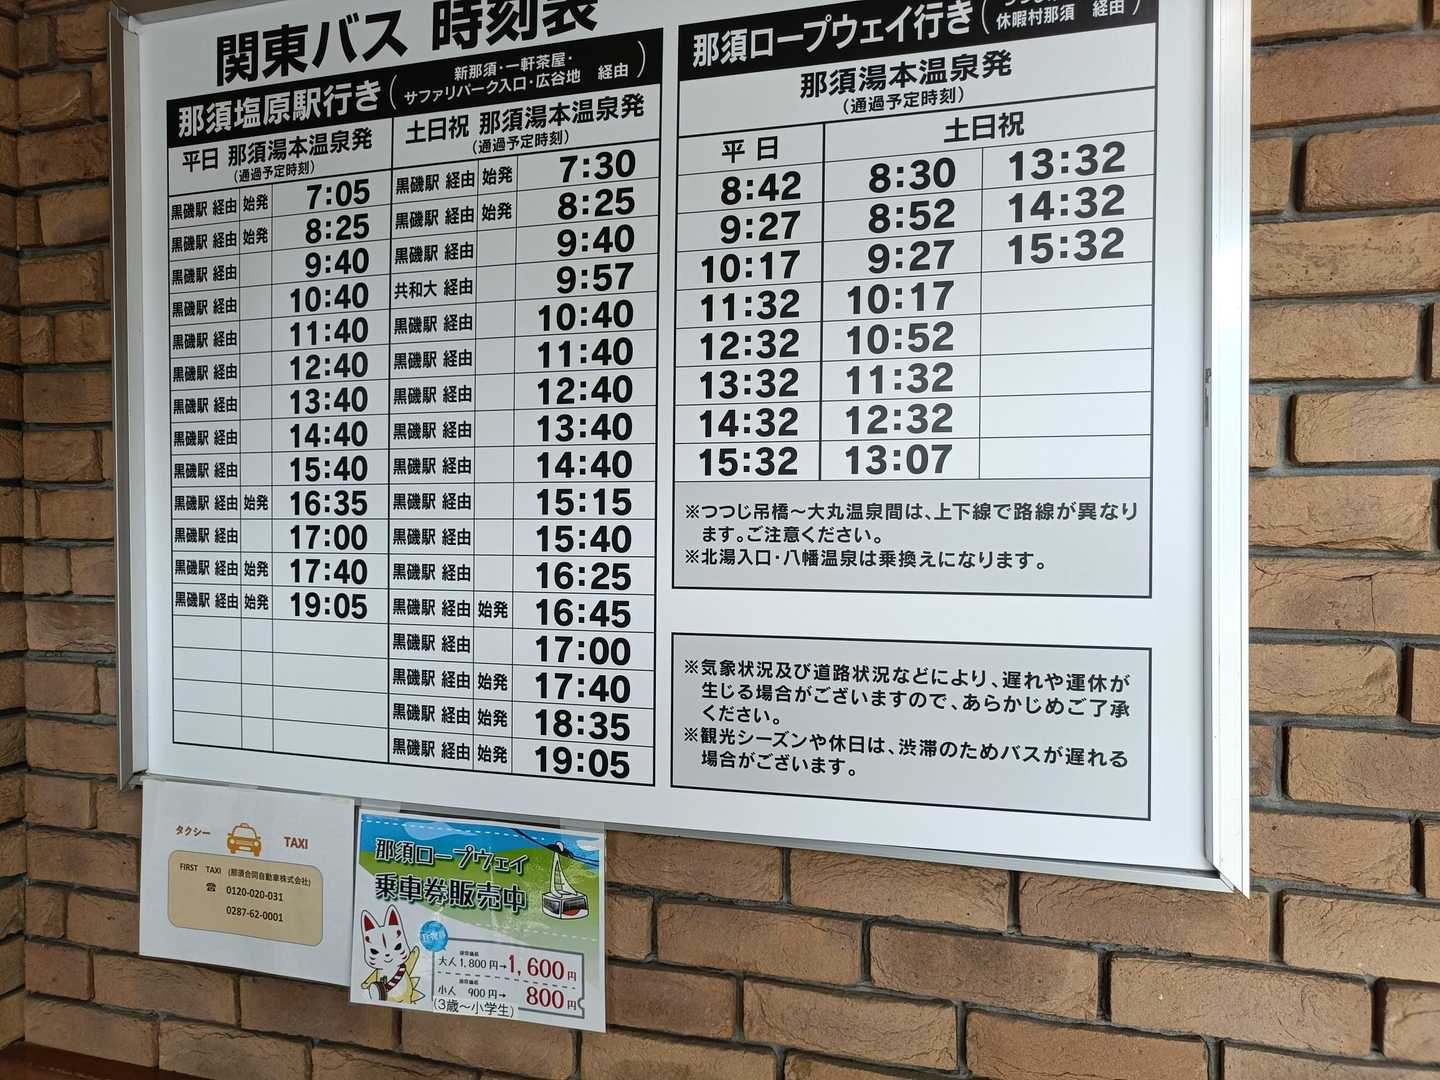 関東バス 時刻表
那須塩原駅行き(新那須・一軒茶屋・サファリパーク入口・広谷地 経由)
平日 那須湯本温泉発
(通過予定時刻)
黒磯駅 経由 始発 7:05
黒磯駅 経由 始発 8:25
黒磯駅 経由 9:40
黒磯駅 経由 10:40
黒磯駅 経由 11:40
黒磯駅 経由 12:40
黒磯駅 経由 13:40
黒磯駅 経由 14:40
黒磯駅 経由 15:40
黒磯駅 経由 始発 16:35
黒磯駅 経由 17:00
黒磯駅 経由 始発 17:40
黒磯駅 経由 始発 19:05
土日祝 那須湯本温泉発
(通過予定時刻)
黒磯駅 経由 始発 7:30
黒磯駅 経由 始発 8:25
黒磯駅 経由 9:40
共和大 経由 9:57
黒磯駅 経由 10:40
黒磯駅 経由 11:40
黒磯駅 経由 12:40
黒磯駅 経由 13:40
黒磯駅 経由 14:40
黒磯駅 経由 15:15
黒磯駅 経由 15:40
黒磯駅 経由 16:25
黒磯駅 経由 始発 16:45
黒磯駅 経由 17:00
黒磯駅 経由 始発 17:40
黒磯駅 経由 始発 18:35
黒磯駅 経由 始発 19:05
那須ロープウェイ行き(休暇村那須 経由)
那須湯本温泉発
(通過予定時刻)
平日 土日祝
8:42 8:30 13:32
9:27 8:52 14:32
10:17 9:27 15:32
11:32 10:17
12:32 10:52
13:32 11:32
14:32 12:32
15:32 13:07
※つつじ吊橋～大丸温泉間は、上下線で路線が異なり
ます。ご注意ください。
※北湯入口・八幡温泉は乗換えになります。
※気象状況及び道路状況などにより、遅れや運休が
生じる場合がございますので、あらかじめご了承
ください。
※観光シーズンや休日は、渋滞のためバスが遅れる
場合がございます。
タクシー TAXI
FIRST TAXI (那須合同自動車株式会社)
☎ 0120-020-031
0287-62-0001
那須ロープウェイ
乗車券販売中
大人1,800円→1,600円
小人 900円→800円
(3歳～小学生)